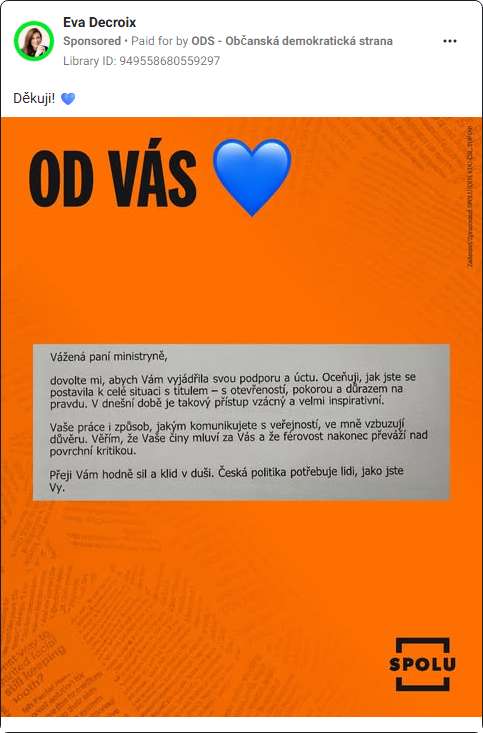 Eva Decroix
Sponsored • Paid for by ODS - Občanská demokratická strana
Library ID: 949558680559297
Děkuji! 💙
OD VÁS 💙
Vážená paní ministryně,
dovolte mi, abych Vám vyjádřila svou podporu a úctu. Oceňuji, jak jste se
postavila k celé situaci s titulem – s otevřeností, pokorou a důrazem na
pravdu. V dnešní době je takový přístup vzácný a velmi inspirativní.
Vaše práce i způsob, jakým komunikujete s veřejností, ve mně vzbuzují
důvěru. Věřím, že Vaše činy mluví za Vás a že férovost nakonec převáží nad
povrchní kritikou.
Přeji Vám hodně sil a klid v duši. Česká politika potřebuje lidi, jako jste
Vy.
SPOLU